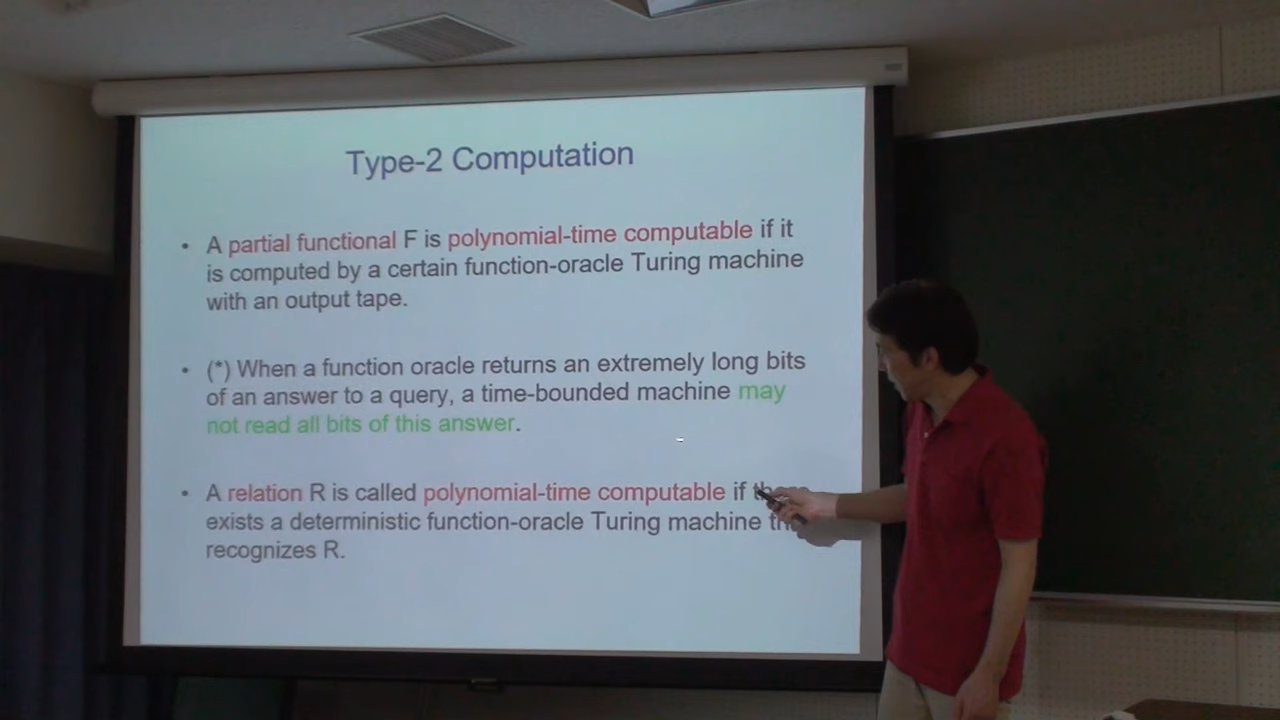 Type-2 Computation
• A partial functional F is polynomial-time computable if it
is computed by a certain function-oracle Turing machine
with an output tape.
• (*) When a function oracle returns an extremely long bits
of an answer to a query, a time-bounded machine may
not read all bits of this answer.
• A relation R is called polynomial-time computable if there
exists a deterministic function-oracle Turing machine
recognizes R.